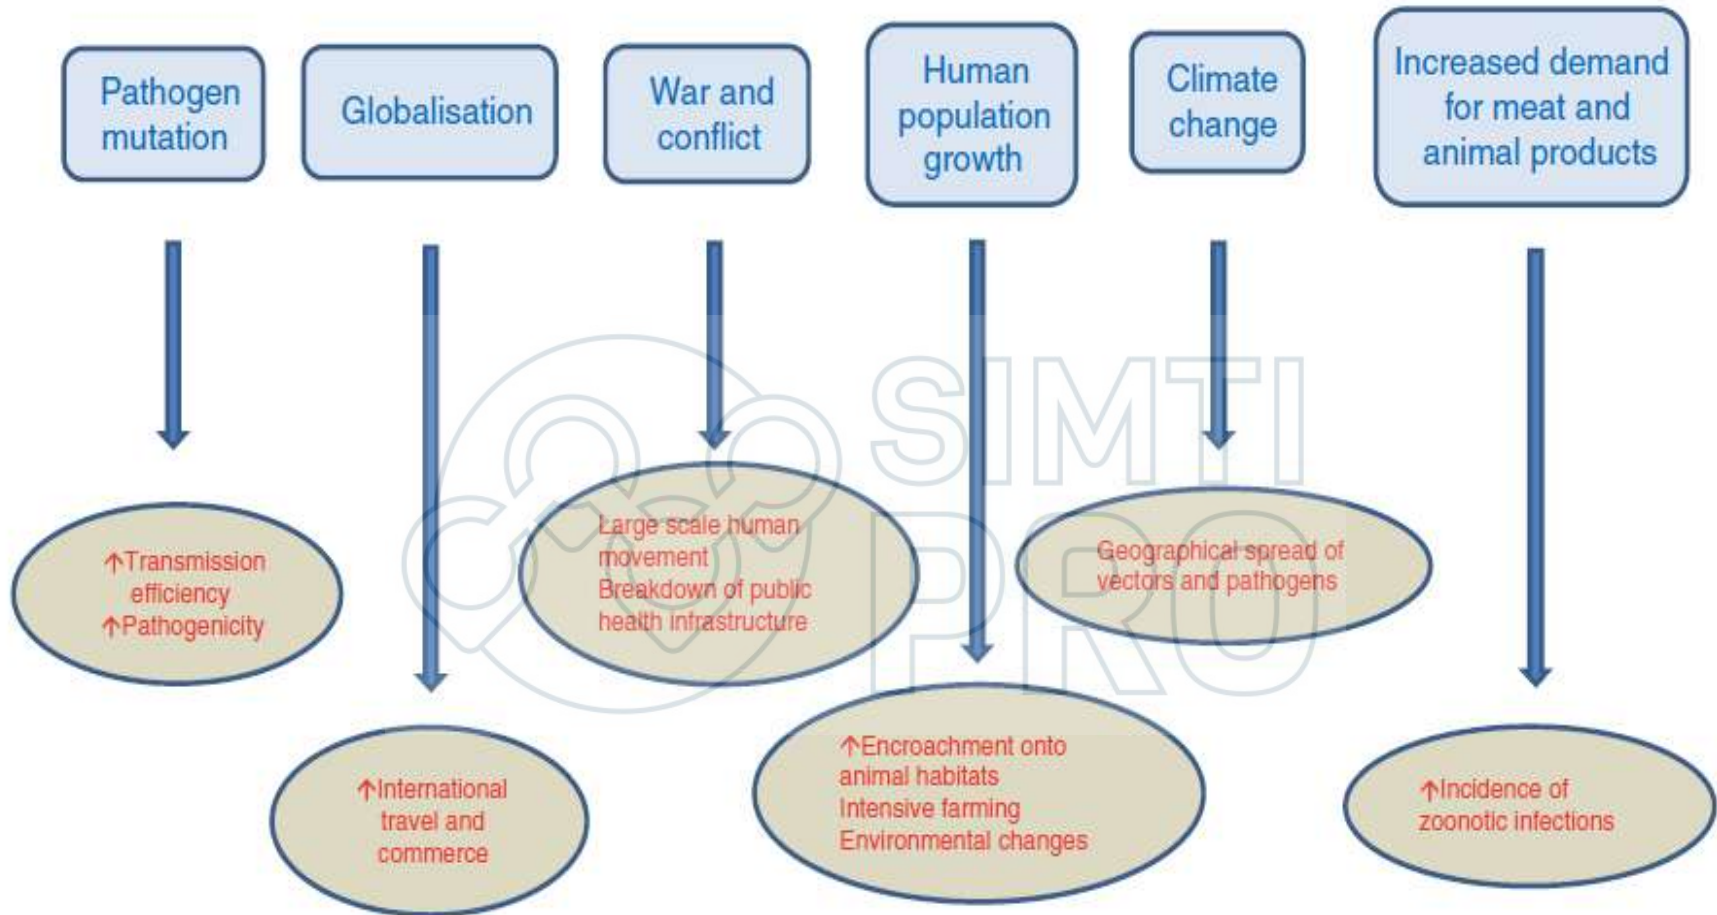 Pathogen
mutation
Globalisation
War and
conflict
Human
population
growth
Climate
change
Increased demand
for meat and
animal products
↑Transmission
efficiency
↑Pathogenicity
↑International
travel and
commerce
Large scale human
movement
Breakdown of public
health infrastructure
↑Encroachment onto
animal habitats
Intensive farming
Environmental changes
Geographical spread of
vectors and pathogens
↑Incidence of
zoonotic infections
SIMTI
PRO